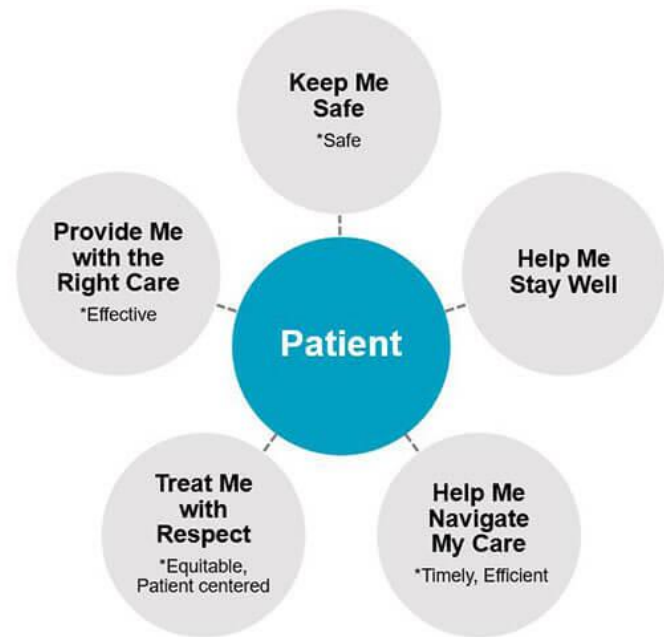 Keep Me
Safe
*Safe
Provide Me
with the
Right Care
*Effective
Help Me
Stay Well
Patient
Treat Me
with
Respect
*Equitable,
Patient centered
Help Me
Navigate
My Care
*Timely, Efficient